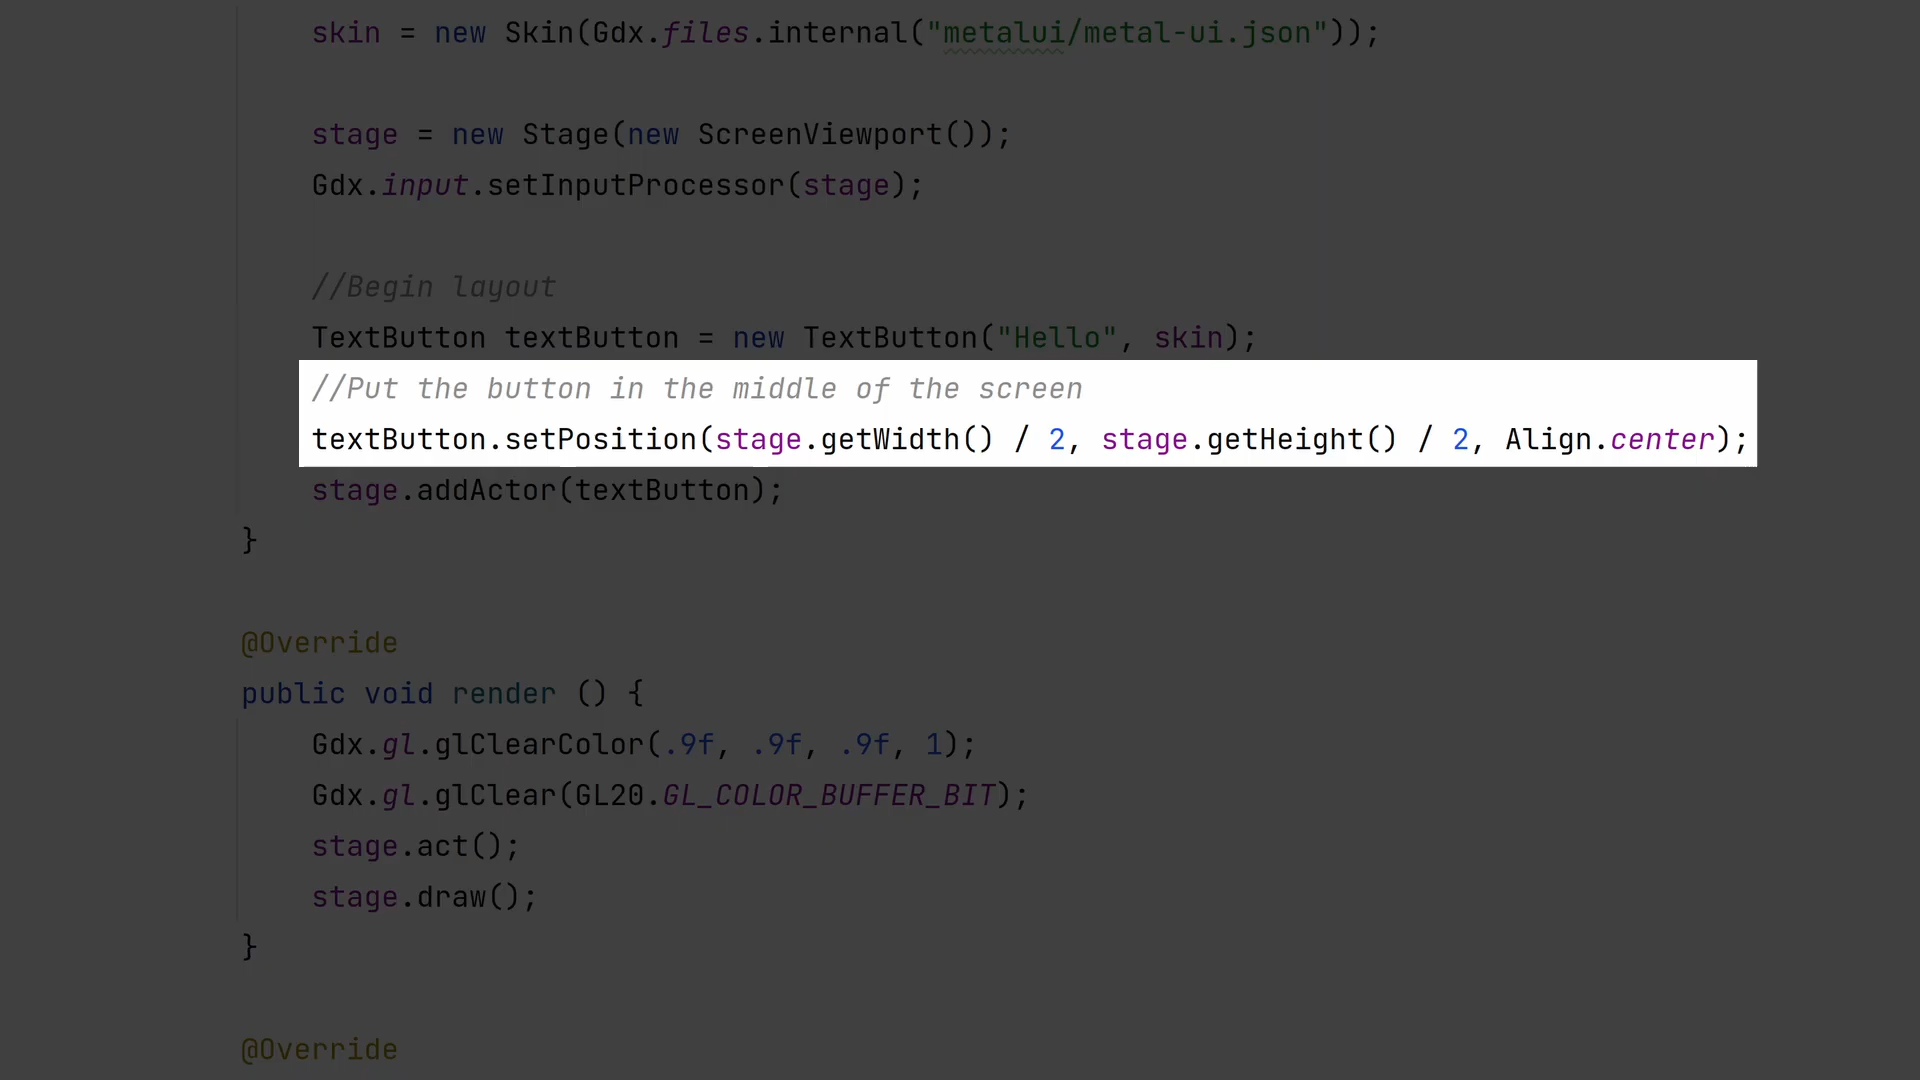 skin = new Skin(Gdx.files.internal("metalui/metal-ui.json"));
stage = new Stage(new ScreenViewport());
Gdx.input.setInputProcessor(stage);
//Begin layout
TextButton textButton = new TextButton("Hello", skin);
//Put the button in the middle of the screen
textButton.setPosition(stage.getWidth() / 2, stage.getHeight() / 2, Align.center);
stage.addActor(textButton);
}
@Override
public void render () {
Gdx.gl.glClearColor(.9f, .9f, .9f, 1);
Gdx.gl.glClear(GL20.GL_COLOR_BUFFER_BIT);
stage.act();
stage.draw();
}
@Override